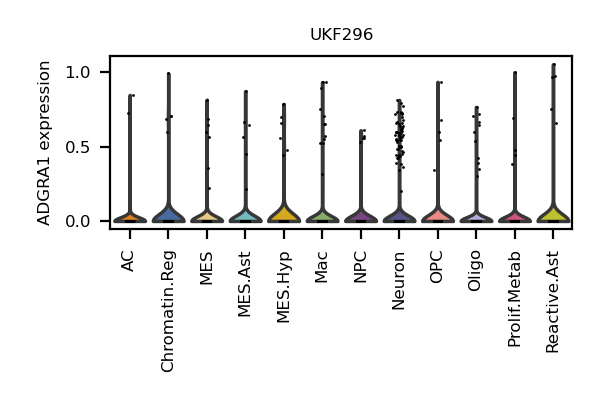 UKF296
ADGRA1 expression
1.0
0.5
0.0
AC
Chromatin.Reg
MES
MES.Ast
MES.Hyp
Mac
NPC
Neuron
OPC
Oligo
Prolif.Metab
Reactive.Ast